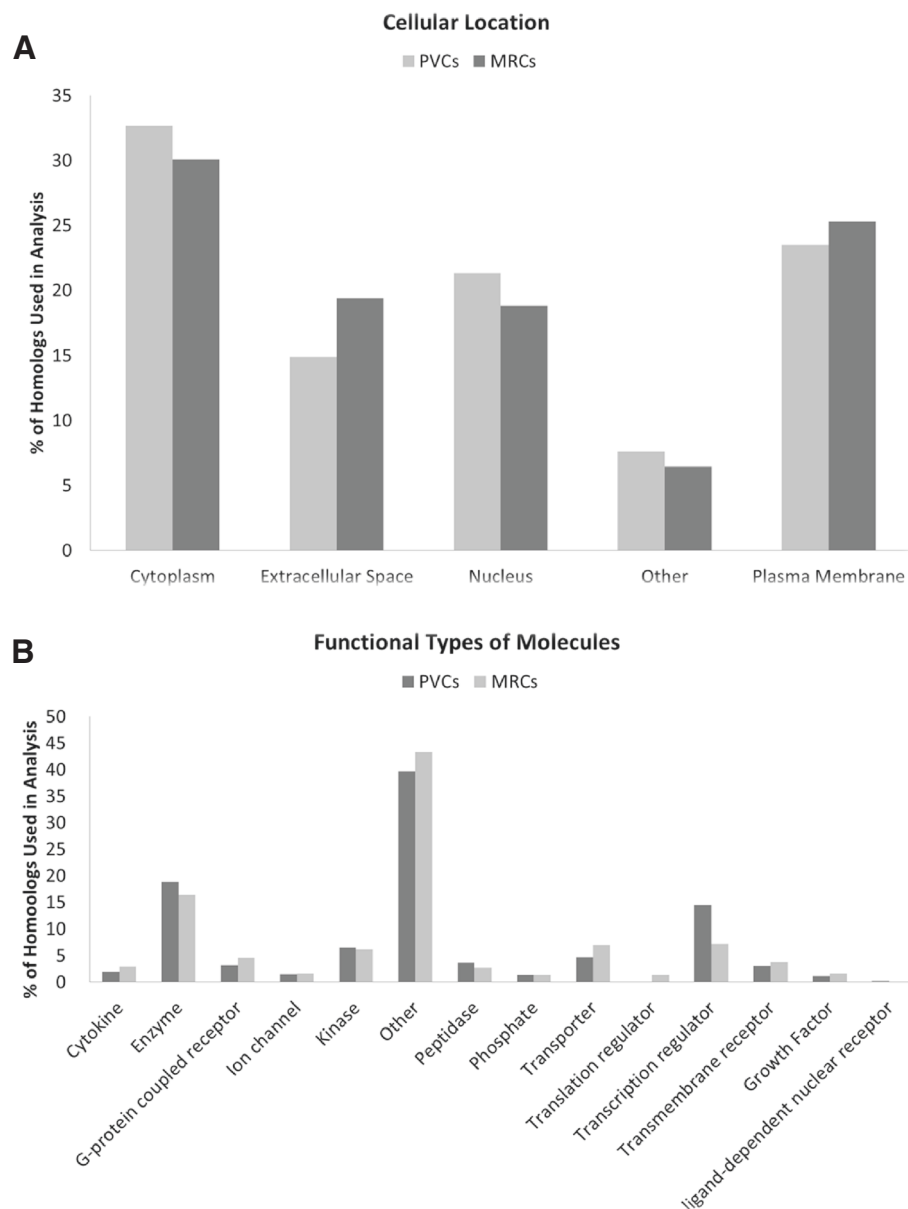 Cellular Location
A
PVCs MRCs
% of Homologs Used in Analysis
35
30
25
20
15
10
5
0
Cytoplasm Extracellular Space Nucleus Other Plasma Membrane
B
Functional Types of Molecules
PVCs MRCs
% of Homoologs Used in Analysis
50
45
40
35
30
25
20
15
10
5
0
Cytokine
Enzyme
G-protein coupled receptor
Ion channel
Kinase
Other
Peptidase
Phosphate
Transporter
Translation regulator
Transcription regulator
Transmembrane receptor
Growth Factor
ligand-dependent nuclear receptor